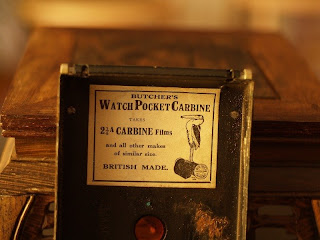 BUTCHER'S
WATCH POCKET CARBINE
TAKES
2¼A CARBINE Films
and all other makes
of similar size.
BRITISH MADE.